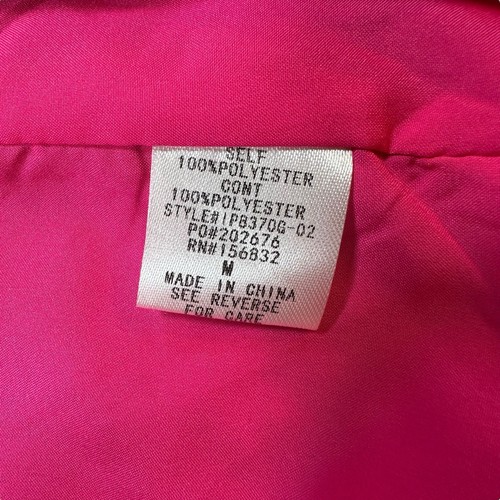 SELF
100%POLYESTER
CONT
100%POLYESTER
STYLE#IP8370G-02
PO#202676
RN#156832
M
MADE IN CHINA
SEE REVERSE
FOR CARE